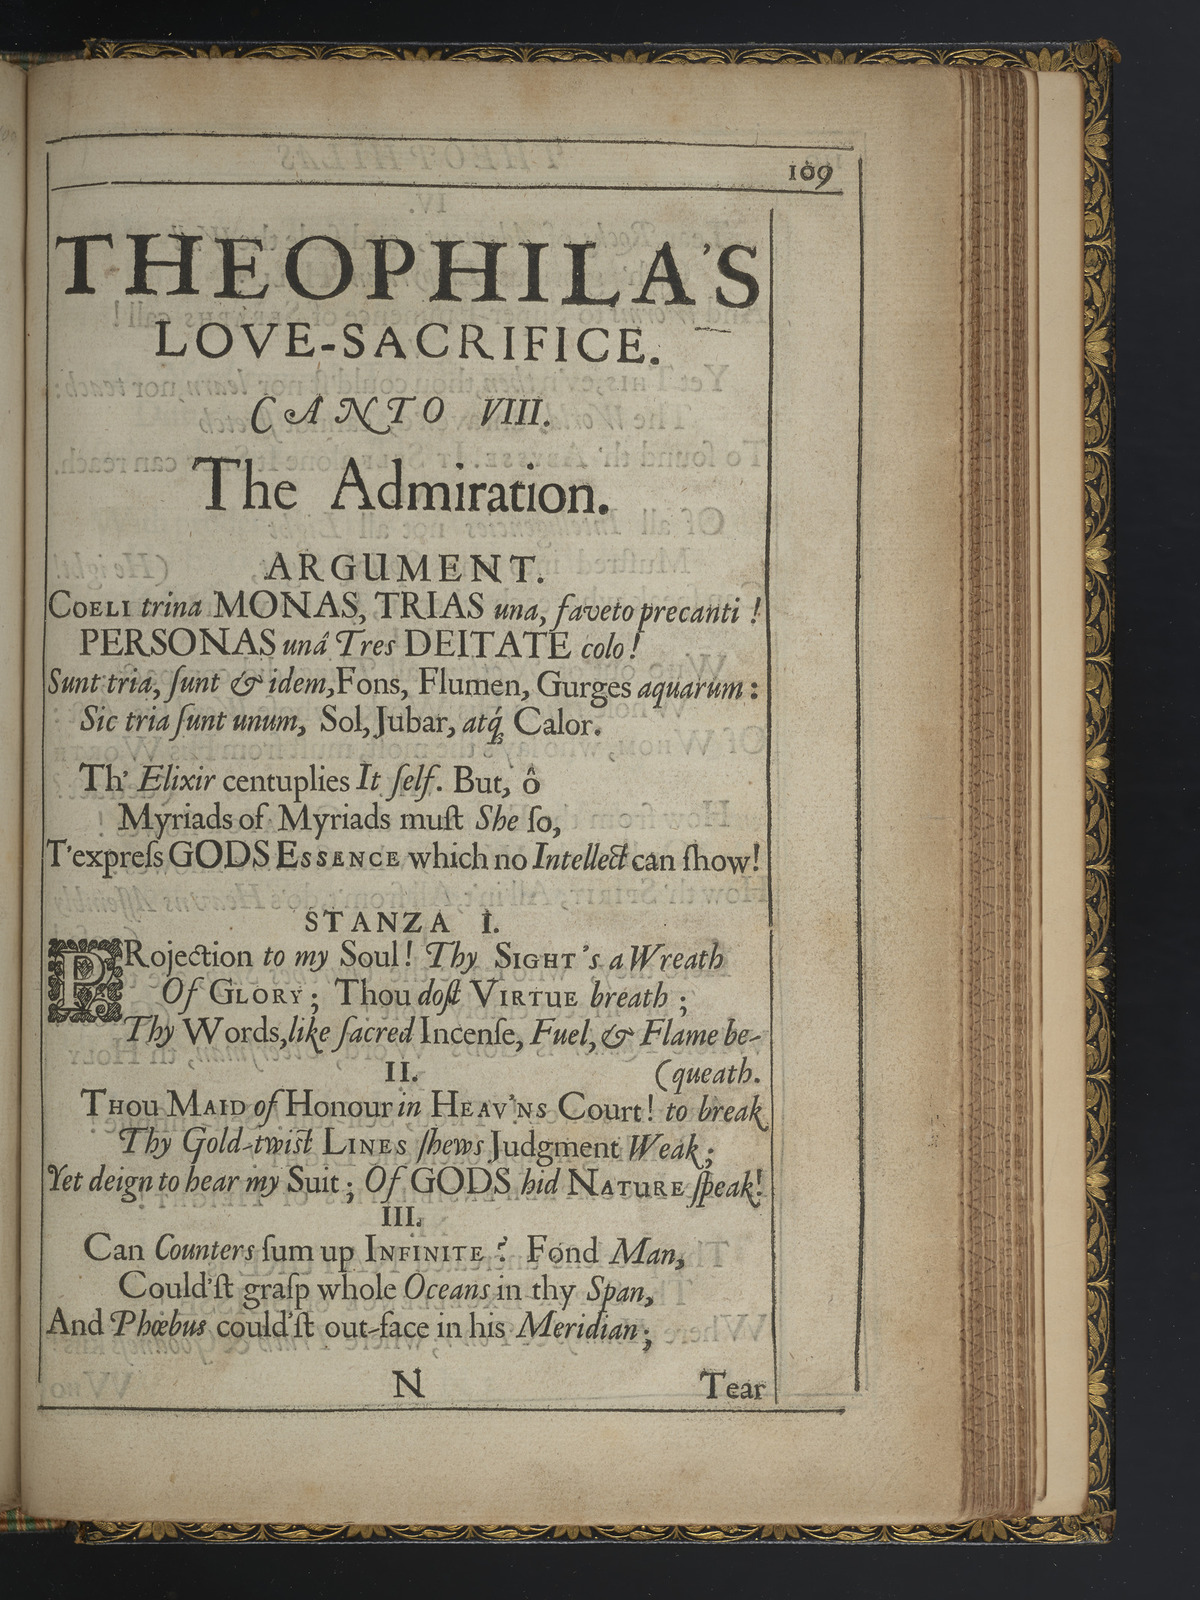 109
THEOPHILA'S
LOVE-SACRIFICE.
CANTO VIII.
The Admiration.
ARGUMENT.
COELI trina MONAS, TRIAS una, faveto precanti !
PERSONAS unâ Tres DEITATE colo!
Sunt tria, ſunt & idem, Fons, Flumen, Gurges aquarum :
Sic tria ſunt unum, Sol, Jubar, atq́; Calor.
Th' Elixir centuplies It ſelf. But, ô
Myriads of Myriads muſt She ſo,
T'expreſs GODS ESSENCE which no Intellect can ſhow!
STANZA I.
PRojection to my Soul! Thy SIGHT's a Wreath
Of GLORY; Thou doſt VIRTUE breath ;
Thy Words, like ſacred Incenſe, Fuel, & Flame be-
II. (queath.
THOU MAID of Honour in HEAV'NS Court! to break
Thy Gold-twiſt LINES ſhews Judgment Weak;
Yet deign to hear my Suit; Of GODS hid NATURE ſpeak!
III.
Can Counters ſum up INFINITE ? Fond Man,
Could'ſt graſp whole Oceans in thy Span,
And Phœbus could'ſt out-face in his Meridian;
N Tear